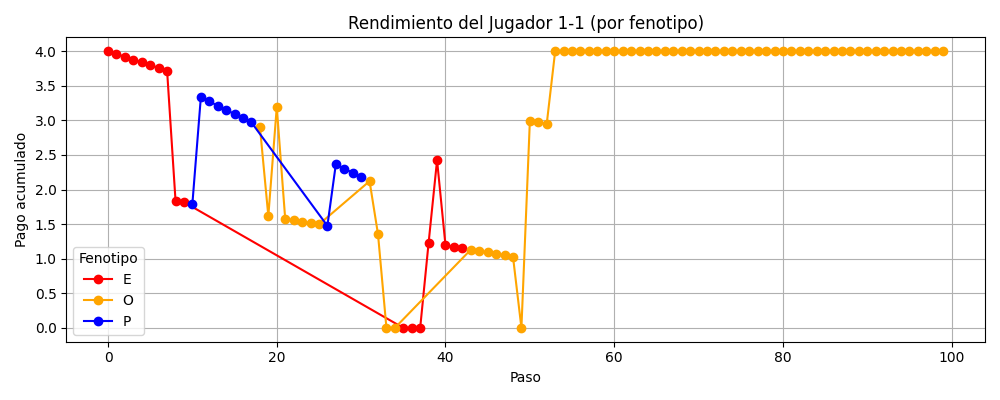 Rendimiento del Jugador 1-1 (por fenotipo)
Pago acumulado
4.0
3.5
3.0
2.5
2.0
1.5
1.0
0.5
0.0
Fenotipo
E
O
P
0 20 40 60 80 100
Paso